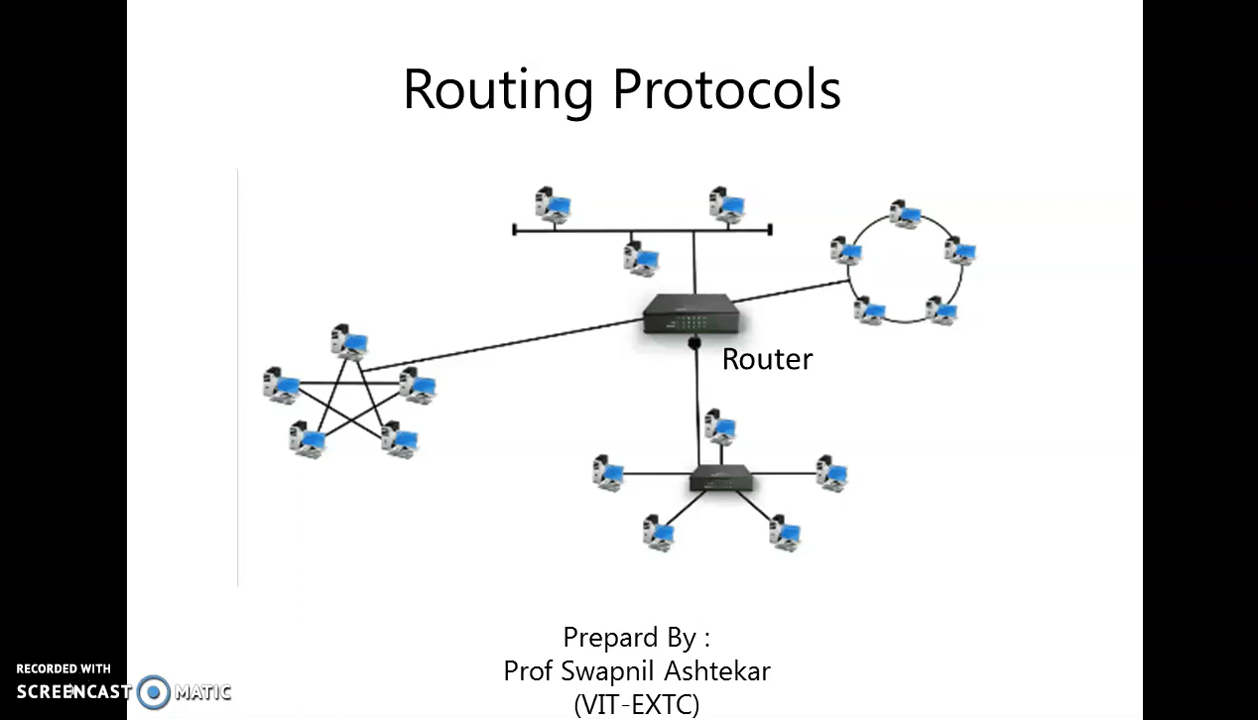 Routing Protocols
Router
Prepard By :
Prof Swapnil Ashtekar
(VIT-EXTC)
RECORDED WITH
SCREENCAST MATIC